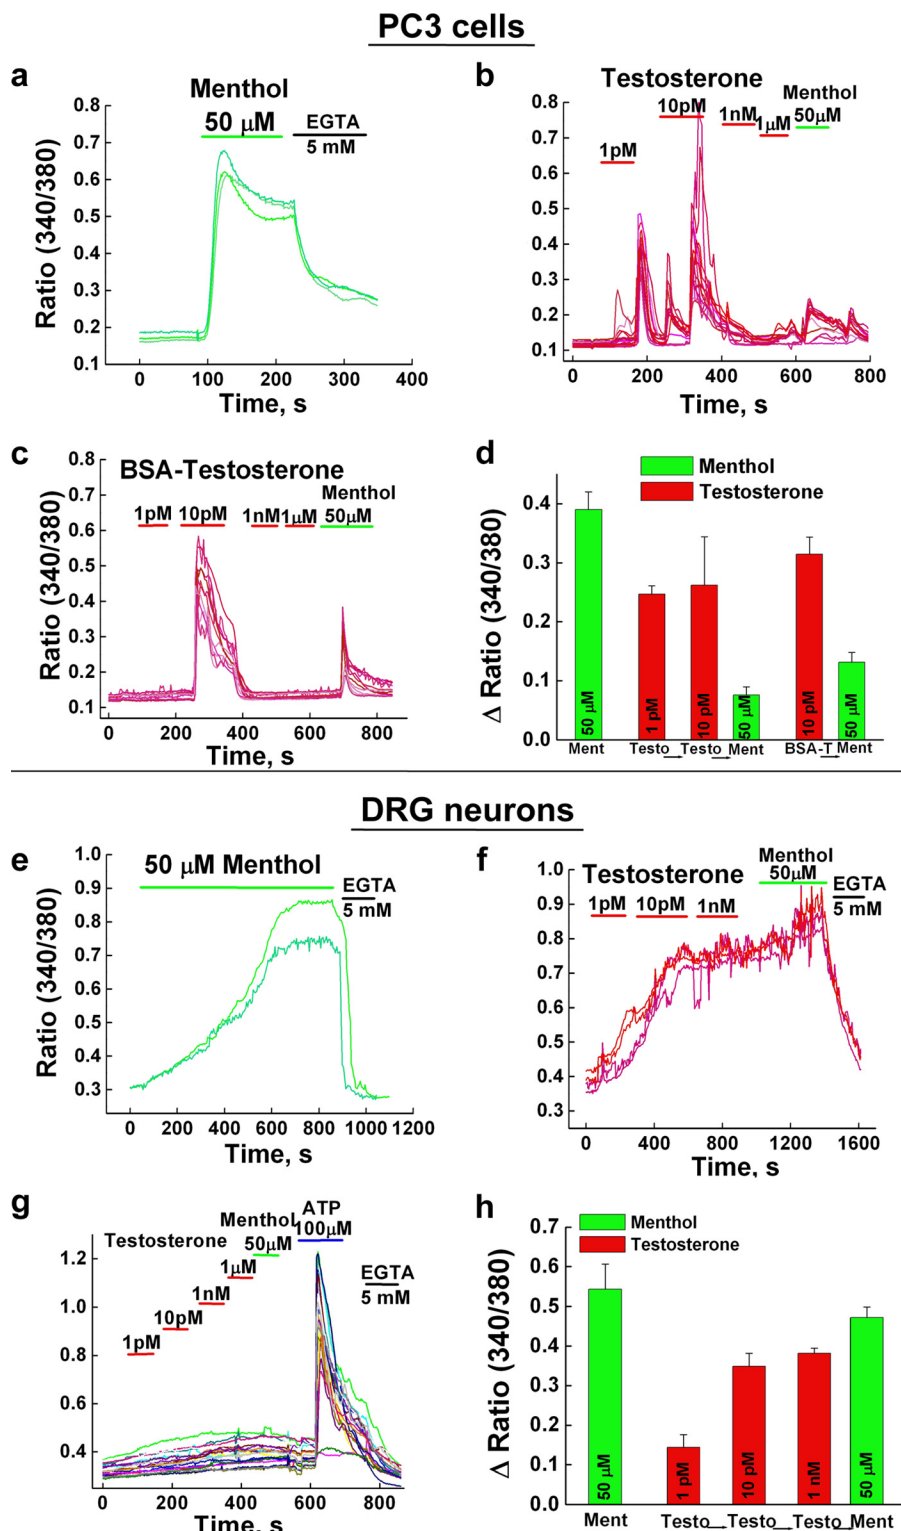 PC3 cells
a
Menthol
50 μM
EGTA
5 mM
Ratio (340/380)
0.8
0.7
0.6
0.5
0.4
0.3
0.2
0.1
0
100
200
300
400
Time, s
b
Testosterone
Menthol
10pM
1nM
50μM
1μM
1pM
Ratio (340/380)
0.8
0.7
0.6
0.5
0.4
0.3
0.2
0.1
0
200
400
600
800
Time, s
c
BSA-Testosterone
Menthol
1pM
10pM
1nM
1μM
50μM
Ratio (340/380)
0.8
0.7
0.6
0.5
0.4
0.3
0.2
0.1
0
200
400
600
800
Time, s
d
Menthol
Testosterone
Δ Ratio (340/380)
0.4
0.3
0.2
0.1
0.0
50 μM
1 pM
10 pM
50 μM
10 pM
50 μM
Ment
Testo
Testo
Ment
BSA-T
Ment
DRG neurons
e
50 μM Menthol
EGTA
5 mM
Ratio (340/380)
1.0
0.9
0.8
0.7
0.6
0.5
0.4
0.3
0
200
400
600
800
1000
1200
Time, s
f
Testosterone
Menthol
50μM
EGTA
5 mM
1pM
10pM
1nM
Ratio (340/380)
1.0
0.9
0.8
0.7
0.6
0.5
0.4
0.3
0
400
800
1200
1600
Time, s
g
Testosterone
Menthol
50μM
ATP
100μM
EGTA
5 mM
1μM
1nM
10pM
1pM
Ratio (340/380)
1.2
1.0
0.8
0.6
0.4
0
200
400
600
800
Time, s
h
Menthol
Testosterone
Δ Ratio (340/380)
0.7
0.6
0.5
0.4
0.3
0.2
0.1
0.0
50 μM
1 pM
10 pM
1 nM
50 μM
Ment
Testo
Testo
Testo
Ment